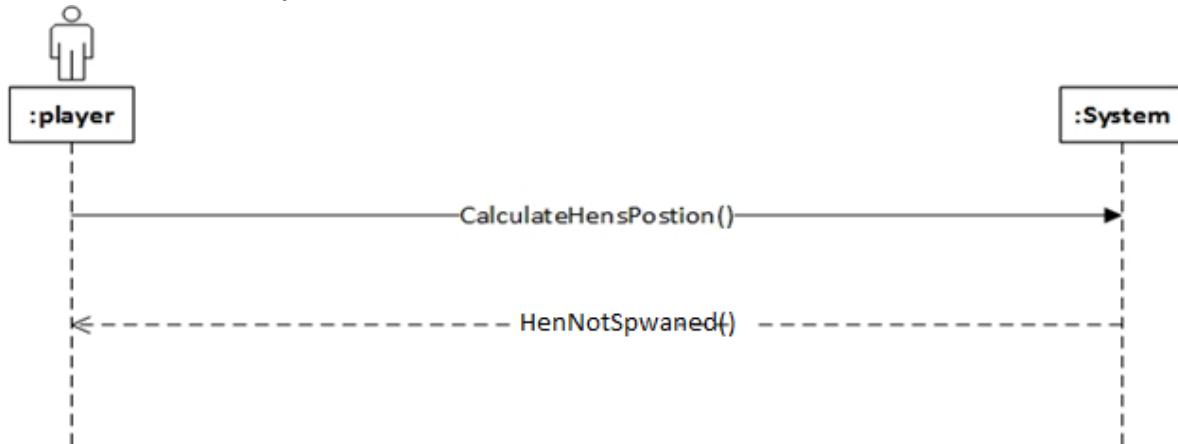 :player
:System
CalculateHensPostion()
HenNotSpwaned()